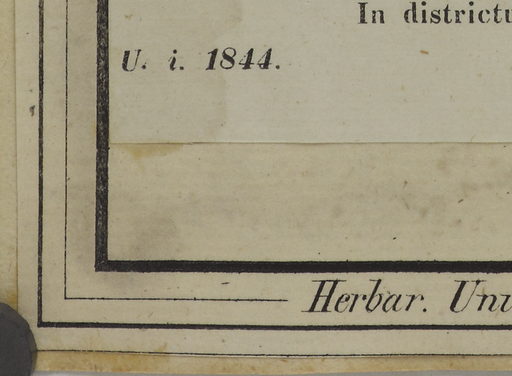 In districtu
U. i. 1844.
Herbar. Uni